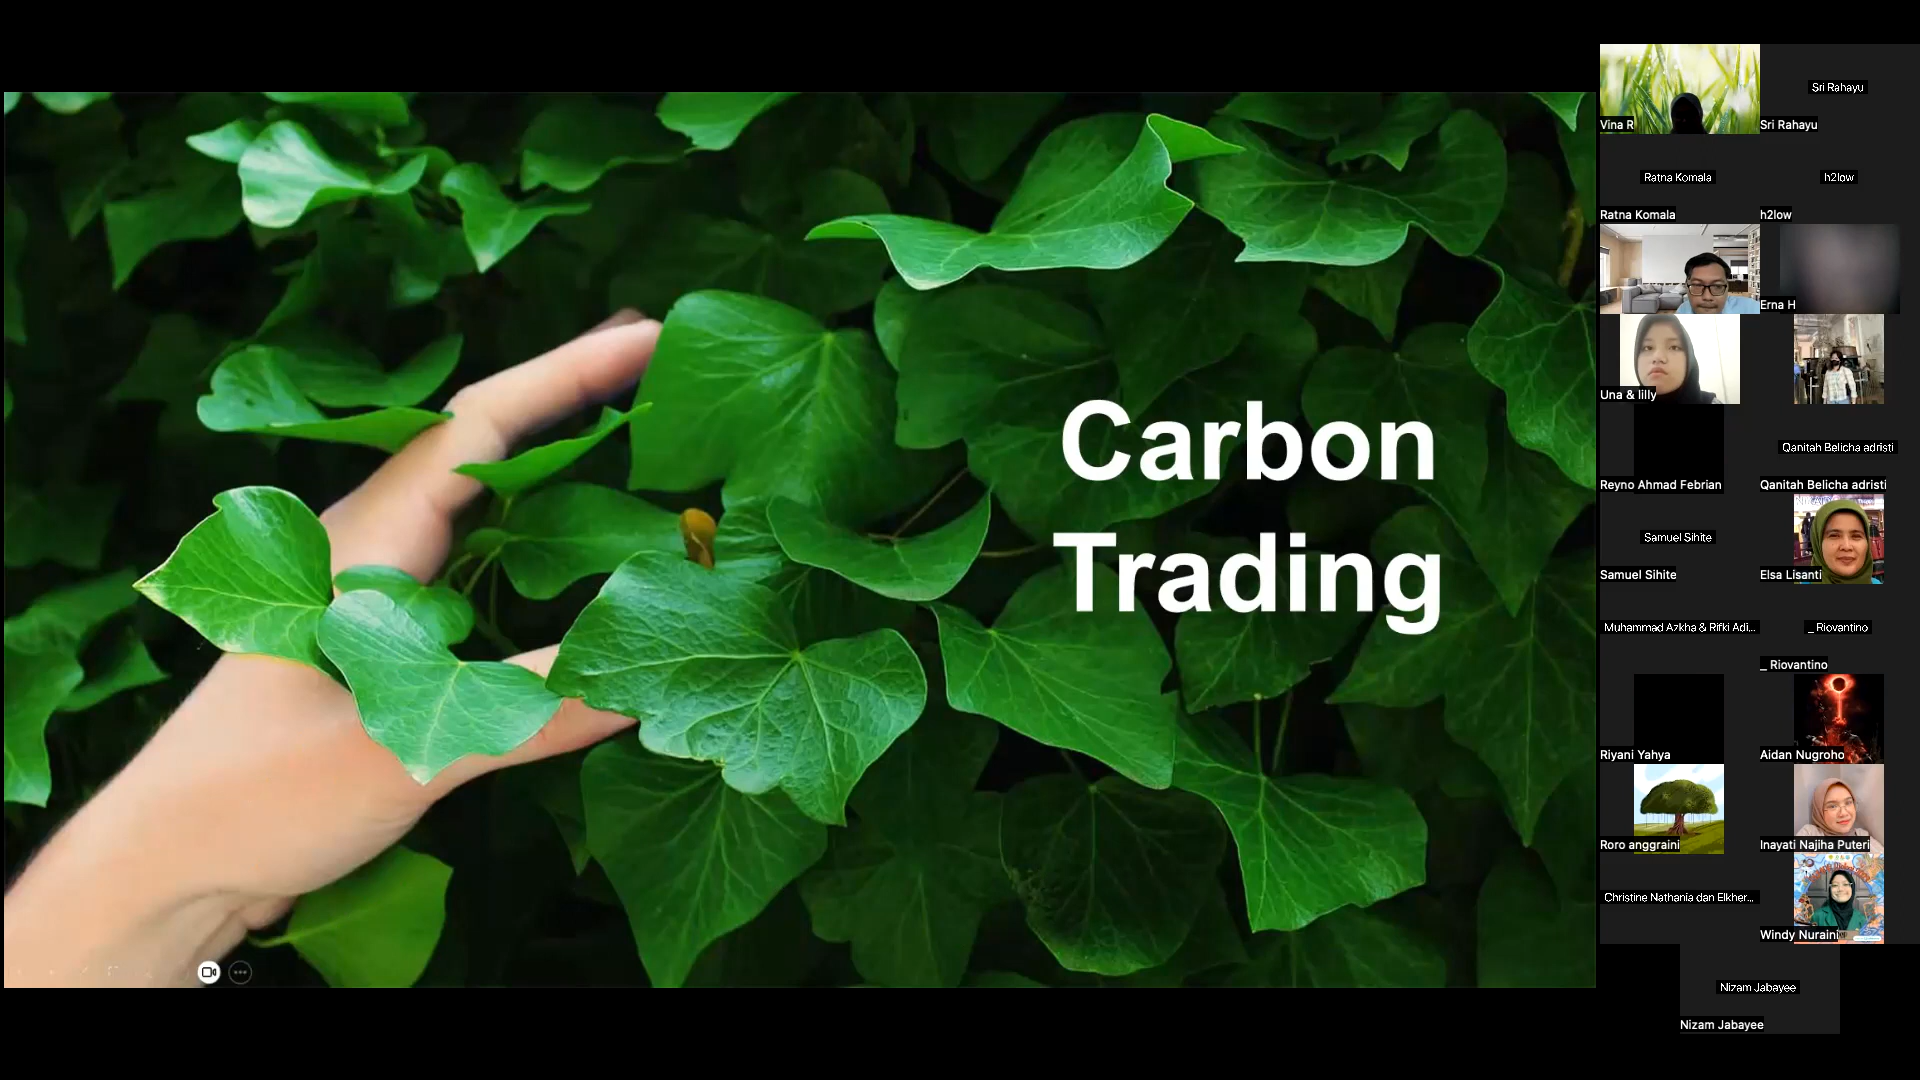 Carbon
Trading
Vina R
Sri Rahayu
Sri Rahayu
Ratna Komala
Ratna Komala
h2low
h2low
Erna H
Una & lilly
Reyno Ahmad Febrian
Qanitah Belicha adristi
Qanitah Belicha adristi
Samuel Sihite
Samuel Sihite
Elsa Lisanti
Muhammad Azkha & Rifki Adi...
_ Riovantino
_ Riovantino
Riyani Yahya
Aidan Nugroho
Roro anggraini
Inayati Najiha Puteri
Christine Nathania dan Elkher...
Windy Nuraini
Nizam Jabayee
Nizam Jabayee